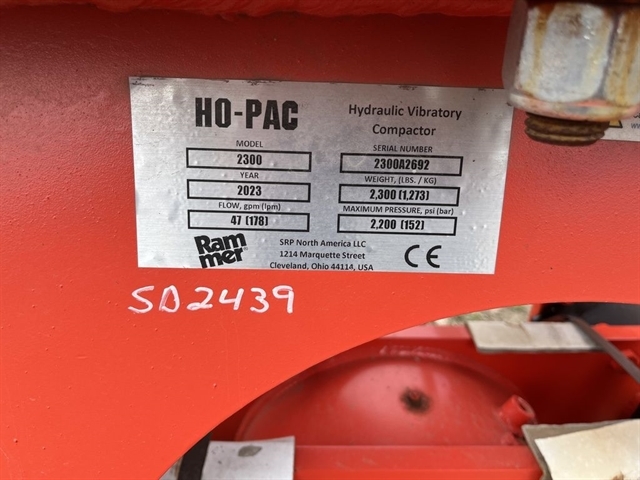 HO-PAC
Hydraulic Vibratory
Compactor
MODEL
2300
SERIAL NUMBER
2300A2692
YEAR
2023
WEIGHT, (LBS. / KG)
2,300 (1,273)
FLOW, gpm (lpm)
47 (178)
MAXIMUM PRESSURE, psi (bar)
2,200 (152)
Ram
mer
SRP North America LLC
1214 Marquette Street
Cleveland, Ohio 44114, USA
CE
SD2439